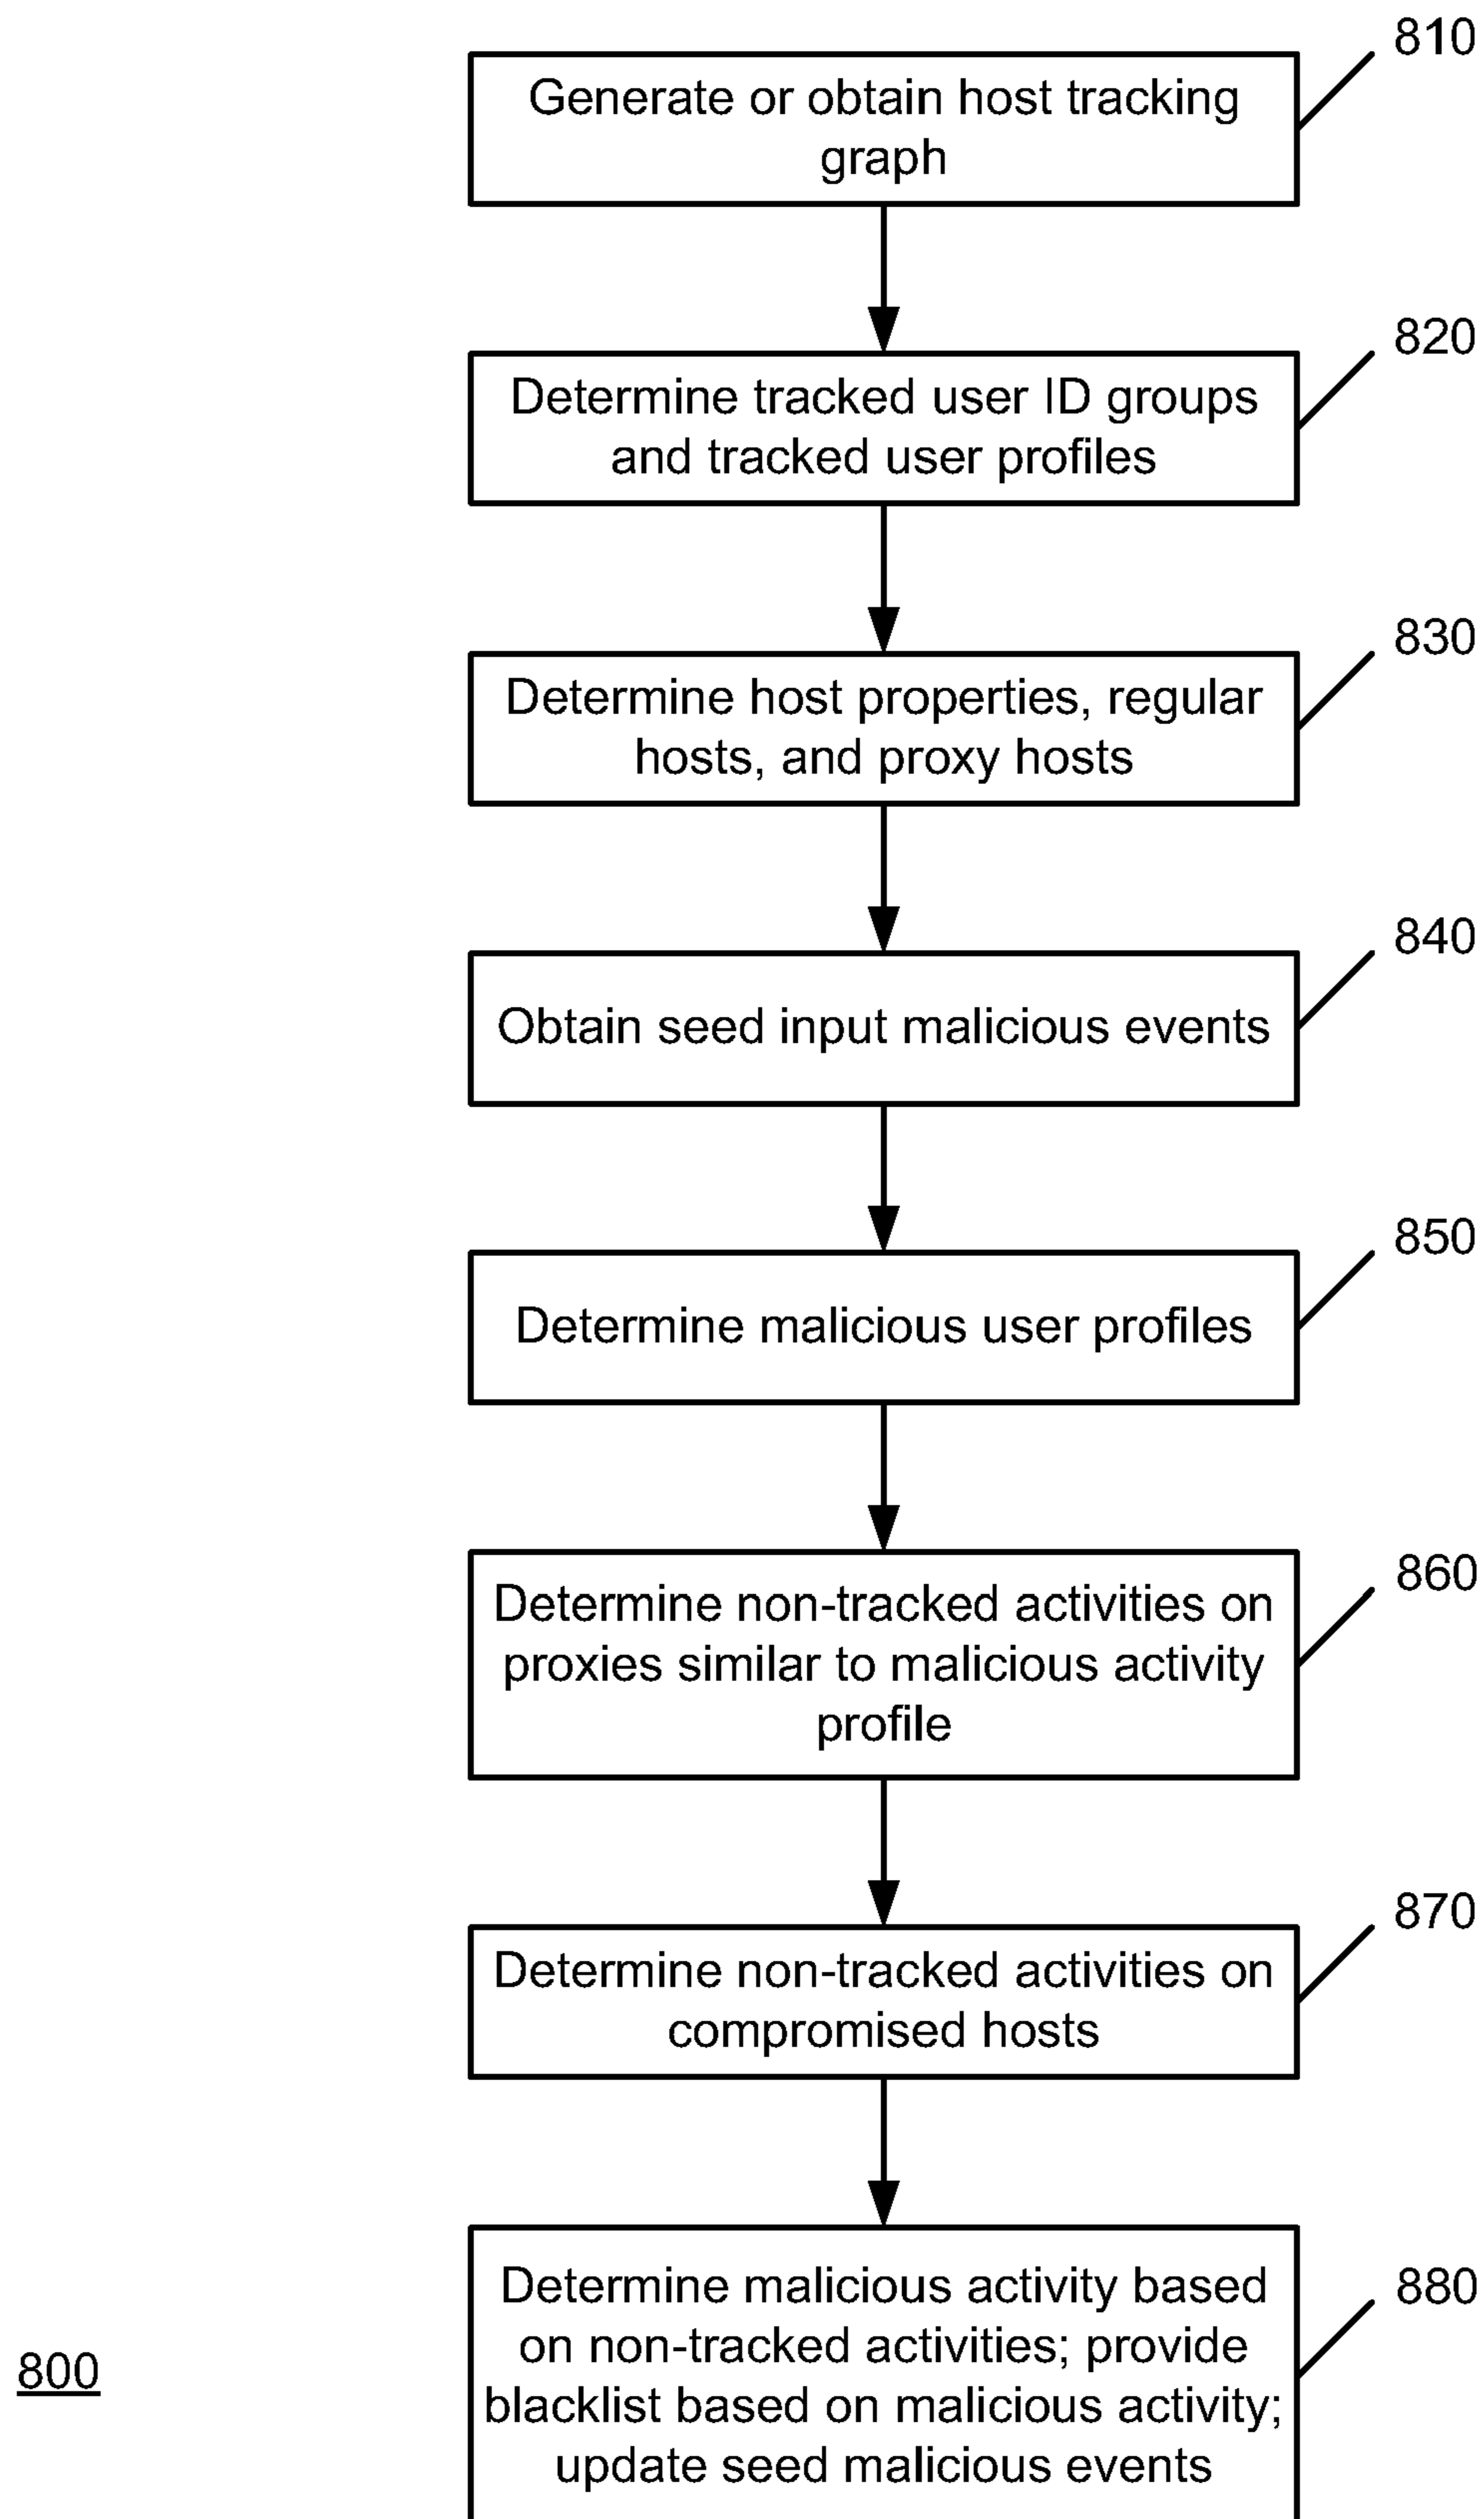 810
Generate or obtain host tracking
graph
820
Determine tracked user ID groups
and tracked user profiles
830
Determine host properties, regular
hosts, and proxy hosts
840
Obtain seed input malicious events
850
Determine malicious user profiles
860
Determine non-tracked activities on
proxies similar to malicious activity
profile
870
Determine non-tracked activities on
compromised hosts
880
Determine malicious activity based
on non-tracked activities; provide
blacklist based on malicious activity;
update seed malicious events
800